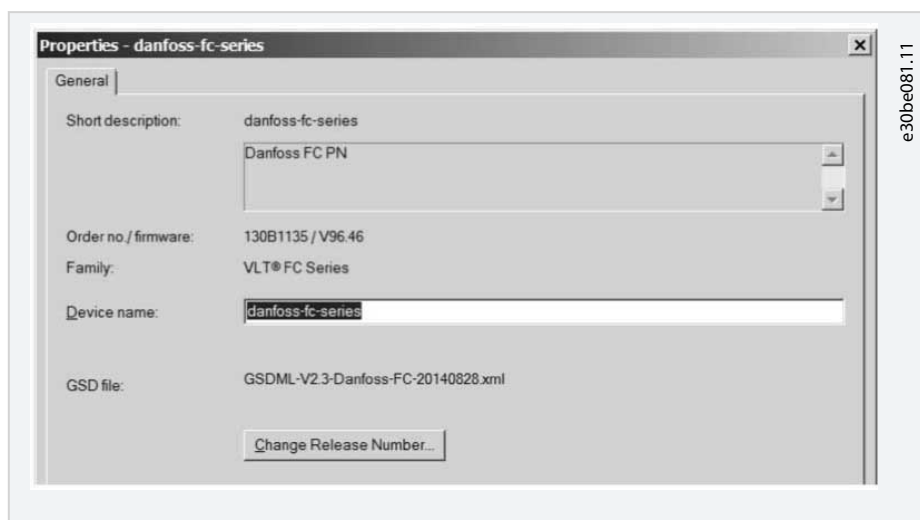 Properties - danfoss-fc-series
General
Short description: danfoss-fc-series
Danfoss FC PN
Order no./ firmware: 130B1135 / V96.46
Family: VLT® FC Series
Device name: danfoss-fc-series
GSD file: GSDML-V2.3-Danfoss-FC-20140828.xml
Change Release Number...
e30be081.11